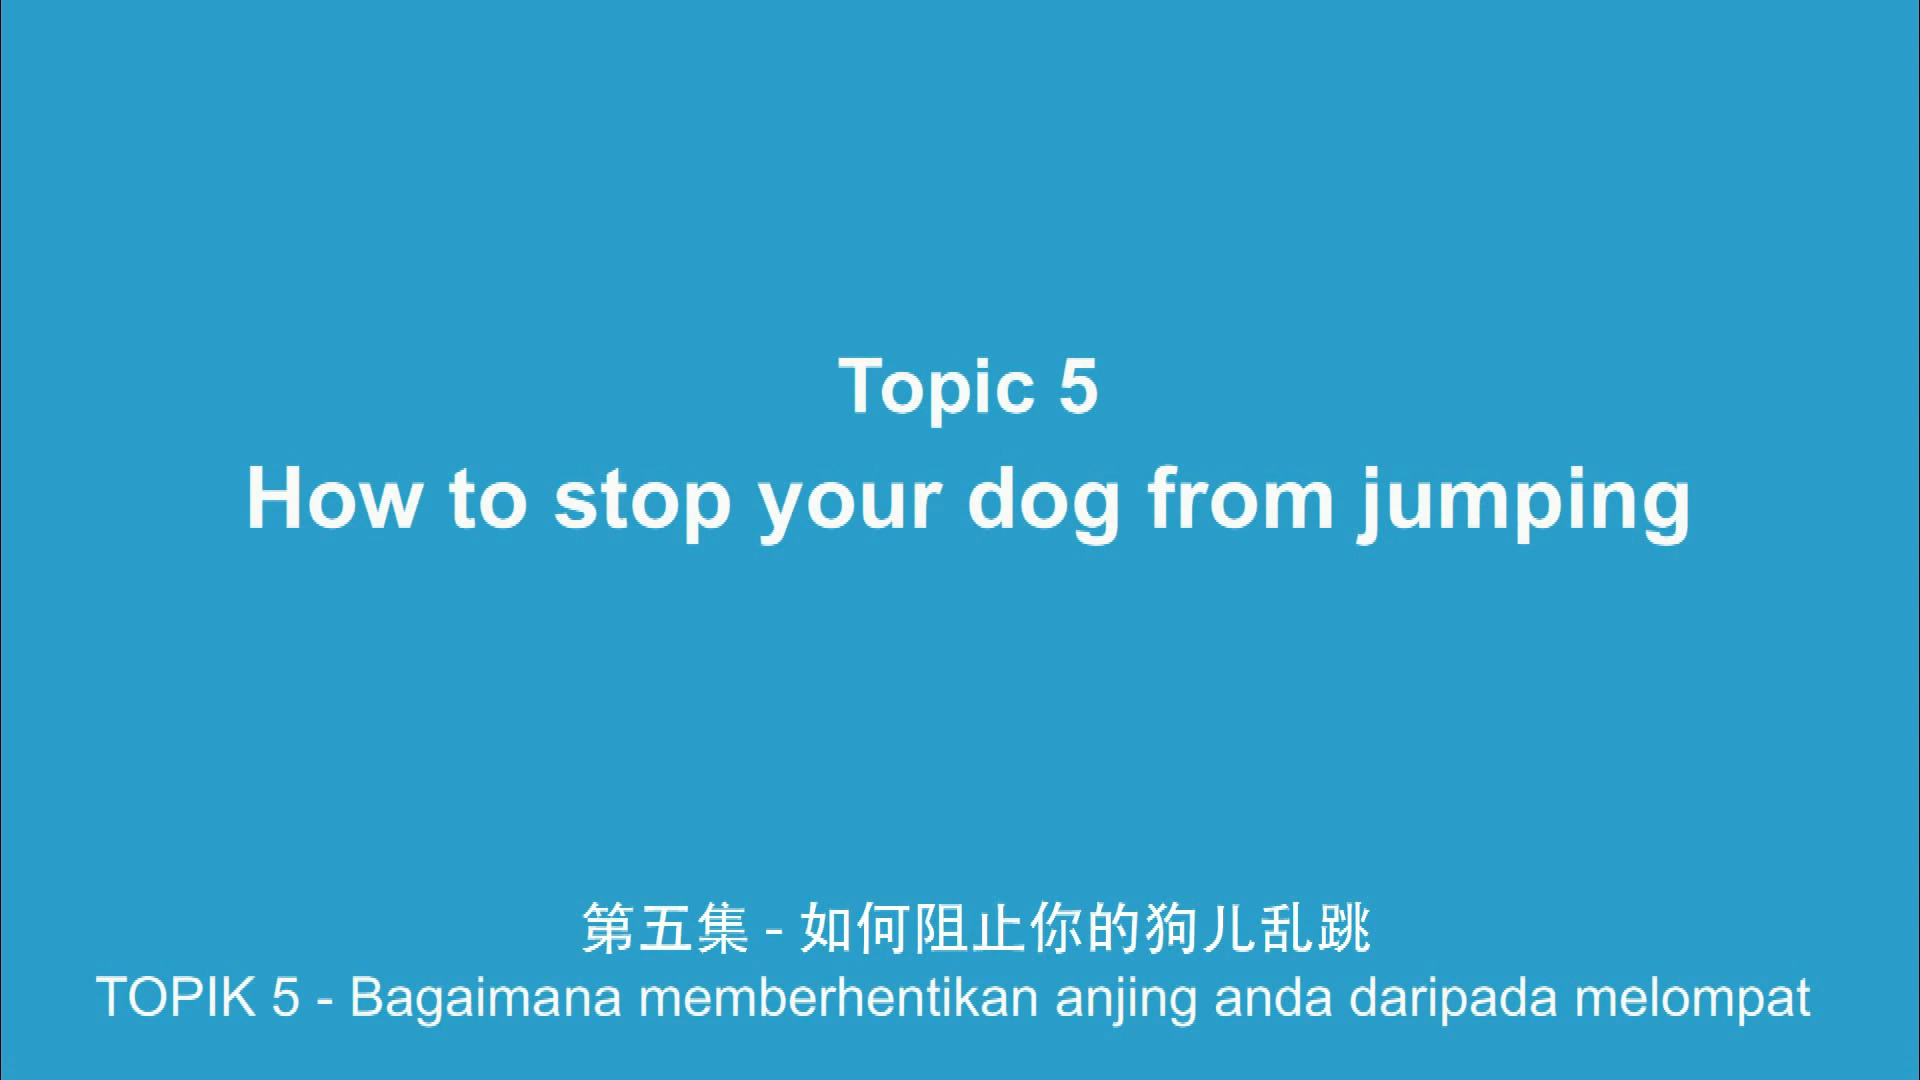 Topic 5
How to stop your dog from jumping
第五集 - 如何阻止你的狗儿乱跳
TOPIK 5 - Bagaimana memberhentikan anjing anda daripada melompat